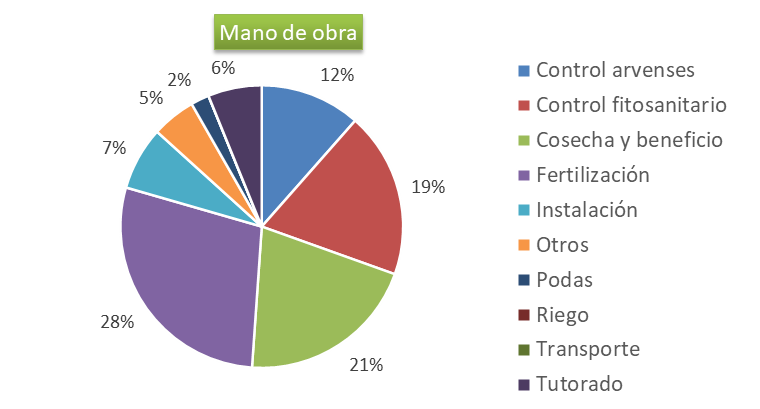 Mano de obra
12%
19%
21%
28%
7%
5%
2%
6%
Control arvenses
Control fitosanitario
Cosecha y beneficio
Fertilización
Instalación
Otros
Podas
Riego
Transporte
Tutorado